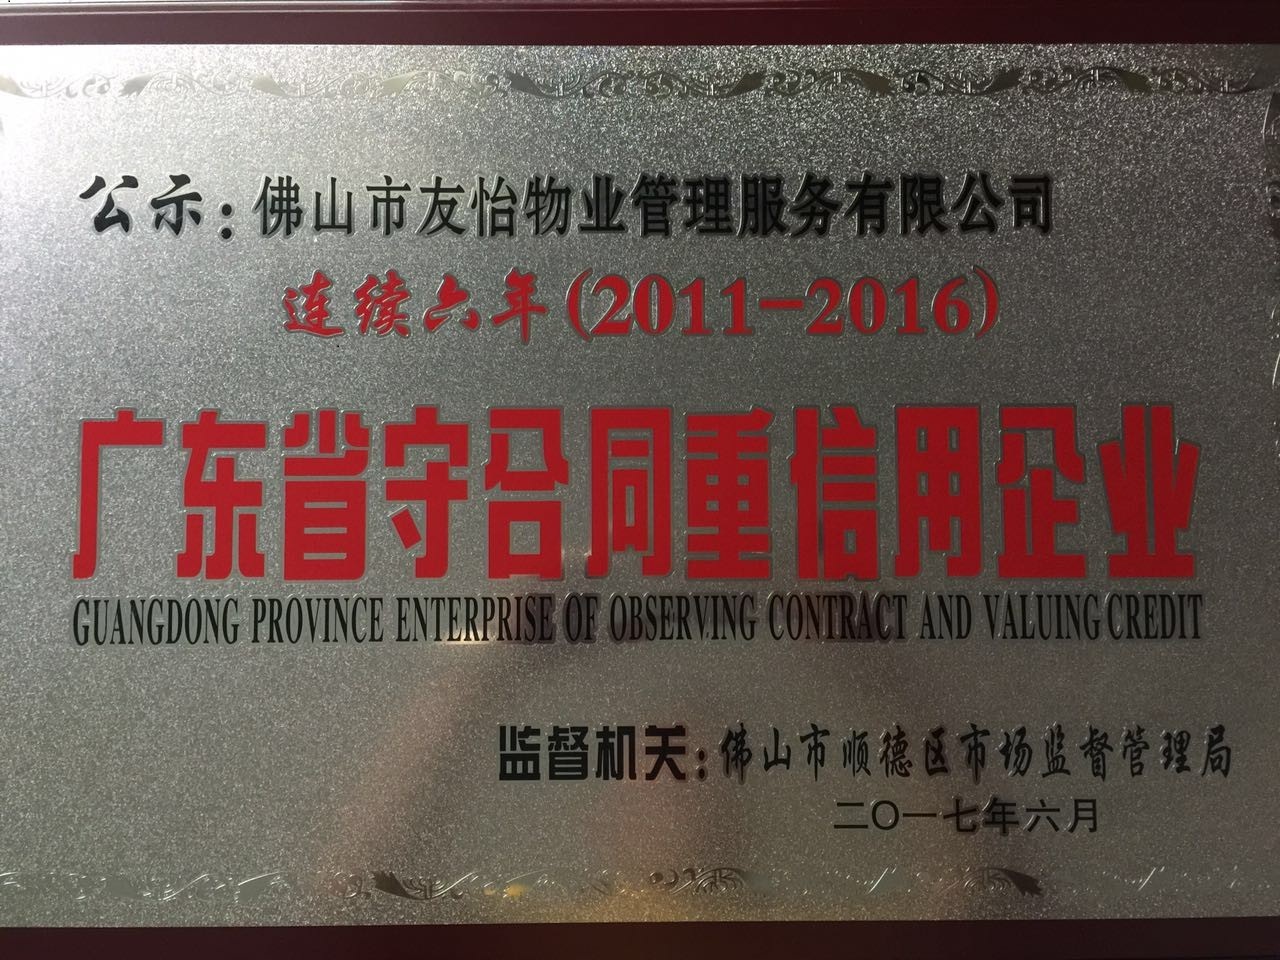 公示:佛山市友怡物业管理服务有限公司
连续六年(2011-2016)
广东省守合同重信用企业
GUANGDONG PROVINCE ENTERPRISE OF OBSERVING CONTRACT AND VALUING CREDIT
监督机关:佛山市顺德区市场监督管理局
二〇一七年六月